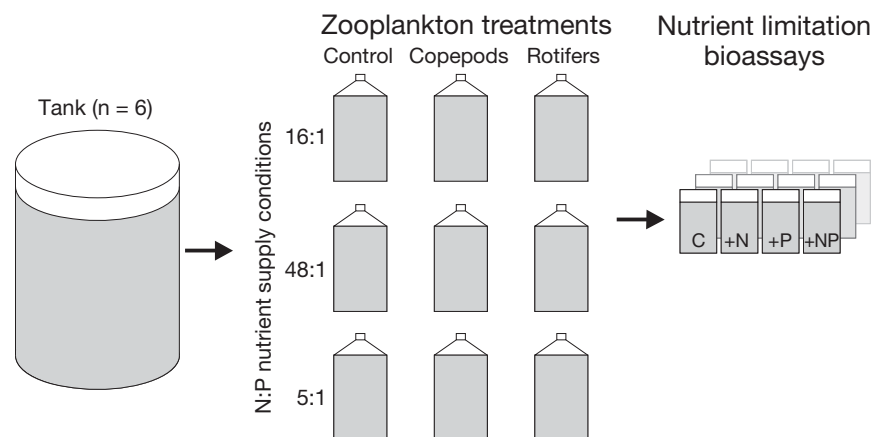 Zooplankton treatments
Control Copepods Rotifers
Nutrient limitation
bioassays
Tank (n = 6)
N:P nutrient supply conditions
16:1
48:1
5:1
C +N +P +NP